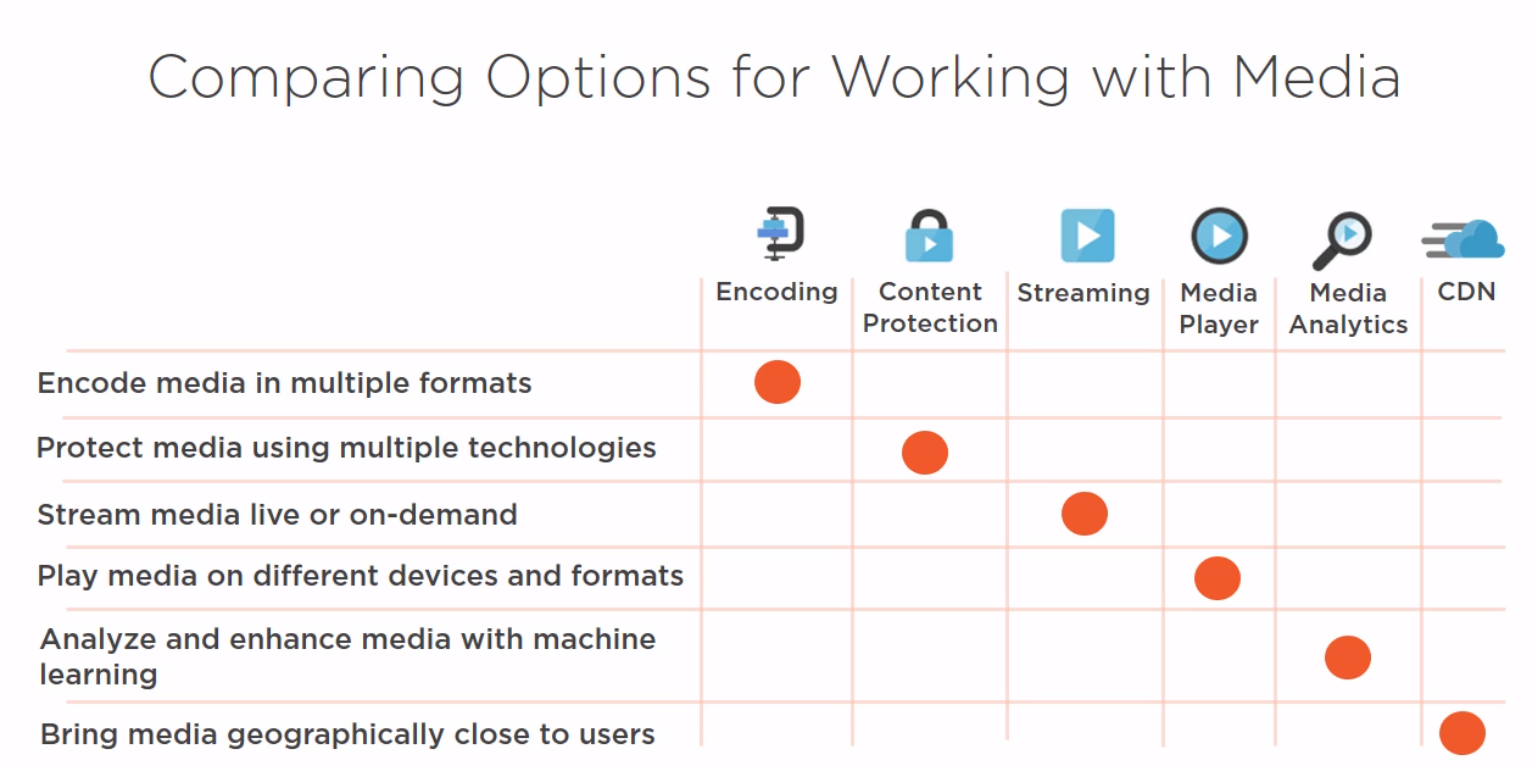 Comparing Options for Working with Media
Encoding
Content
Protection
Streaming
Media
Player
Media
Analytics
CDN
Encode media in multiple formats
Protect media using multiple technologies
Stream media live or on-demand
Play media on different devices and formats
Analyze and enhance media with machine
learning
Bring media geographically close to users